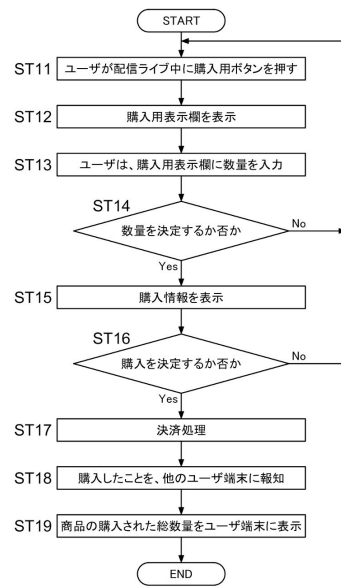 START
ST11 ユーザが配信ライブ中に購入用ボタンを押す
ST12 購入用表示欄を表示
ST13 ユーザは、購入用表示欄に数量を入力
ST14
数量を決定するか否か No
Yes
ST15 購入情報を表示
ST16
購入を決定するか否か No
Yes
ST17 決済処理
ST18 購入したことを、他のユーザ端末に報知
ST19 商品の購入された総数量をユーザ端末に表示
END